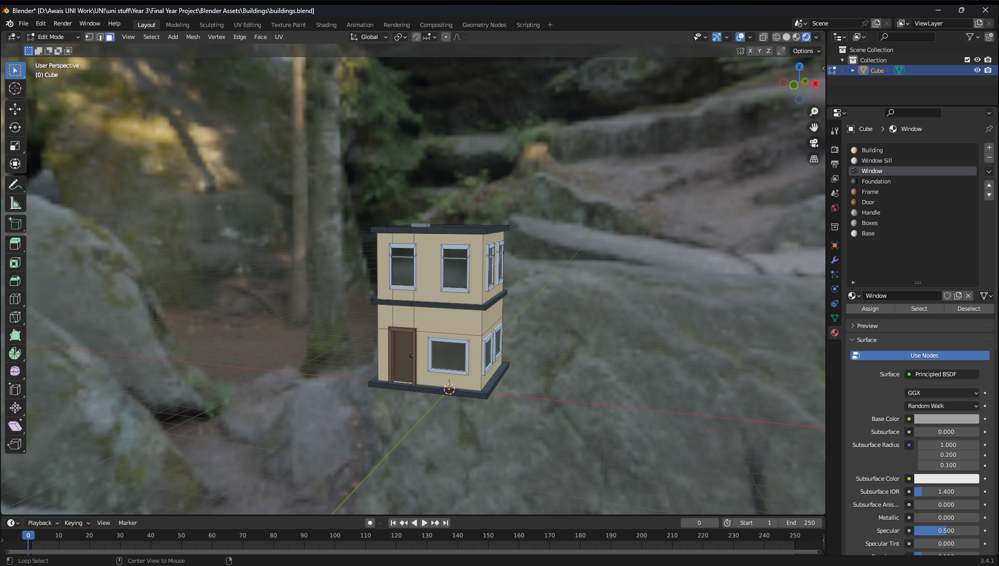 Blender* [D:\Awais UNI Work\UNI\uni stuff\Year 3\Final Year Project\Blender Assets\Buildings\buildings.blend]
File Edit Render Window Help Layout Modeling Sculpting UV Editing Texture Paint Shading Animation Rendering Compositing Geometry Nodes Scripting + Scene ViewLayer
Edit Mode View Select Add Mesh Vertex Edge Face UV Global
X Y Z Options
User Perspective
(0) Cube
Z
Y
X
Scene Collection
Collection
Cube
Cube > Window
Building
Window Sill
Window
Foundation
Frame
Door
Handle
Boxes
Base
Window
Assign Select Deselect
Preview
Surface
Use Nodes
Surface Principled BSDF
GGX
Random Walk
Base Color
Subsurface 0.000
Subsurface Radius 1.000
0.200
0.100
Subsurface Color
Subsurface IOR 1.400
Subsurface Anis... 0.000
Metallic 0.000
Specular 0.500
Specular Tint 0.000
Playback Keying View Marker 0 Start 1 End 250
0 10 20 30 40 50 60 70 80 90 100 110 120 130 140 150 160 170 180 190 200 210 220 230 240 250
Loop Select Center View to Mouse 3.4.1